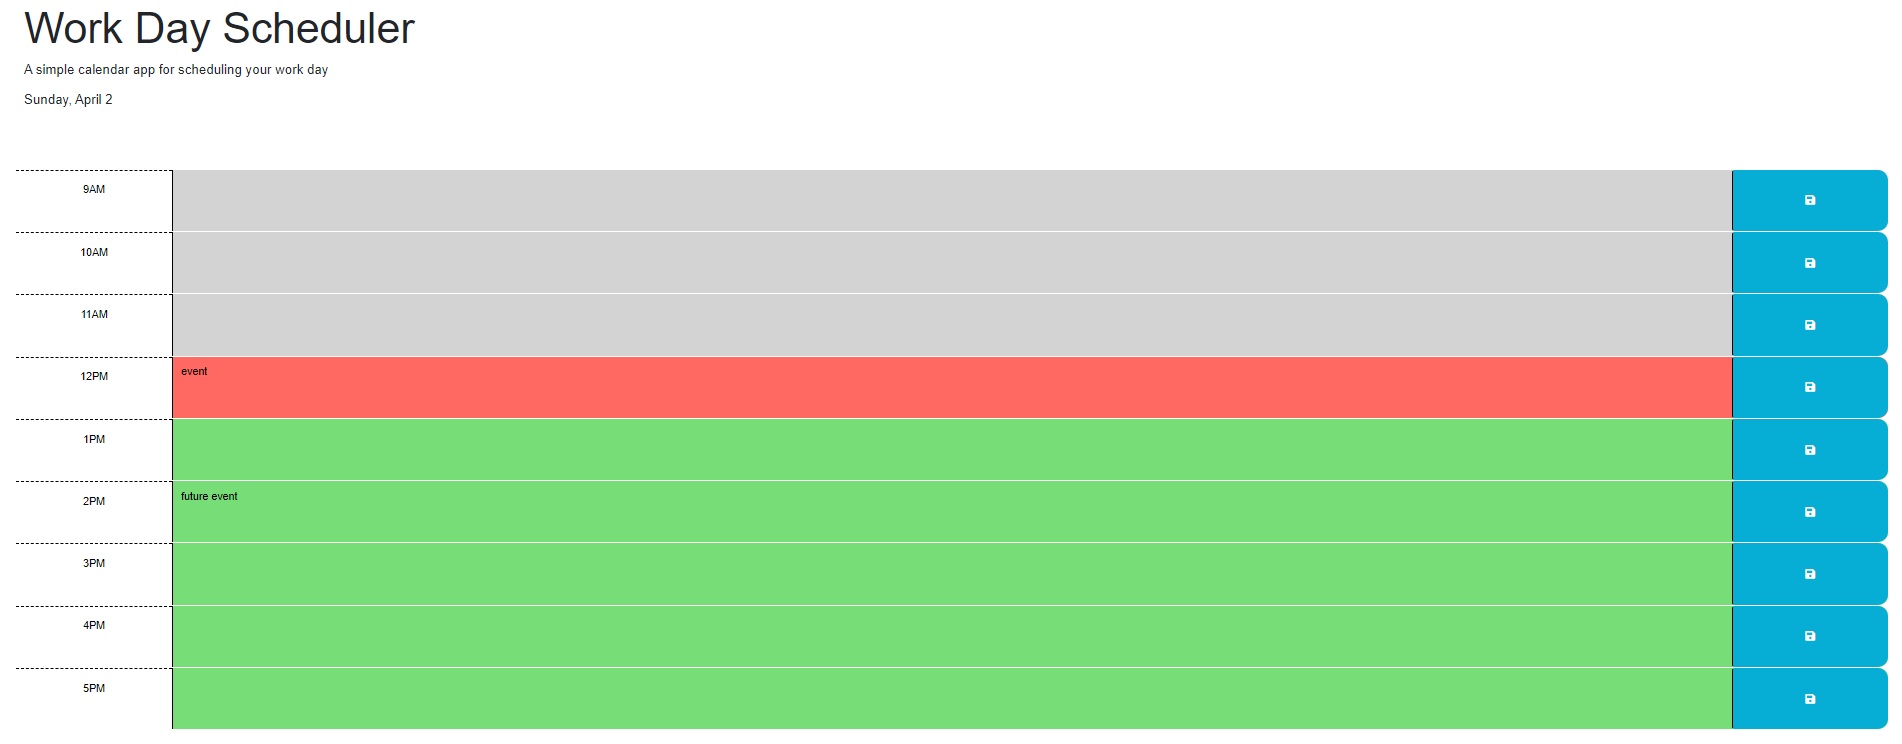 Work Day Scheduler
A simple calendar app for scheduling your work day
Sunday, April 2
9AM
10AM
11AM
12PM event
1PM
2PM future event
3PM
4PM
5PM